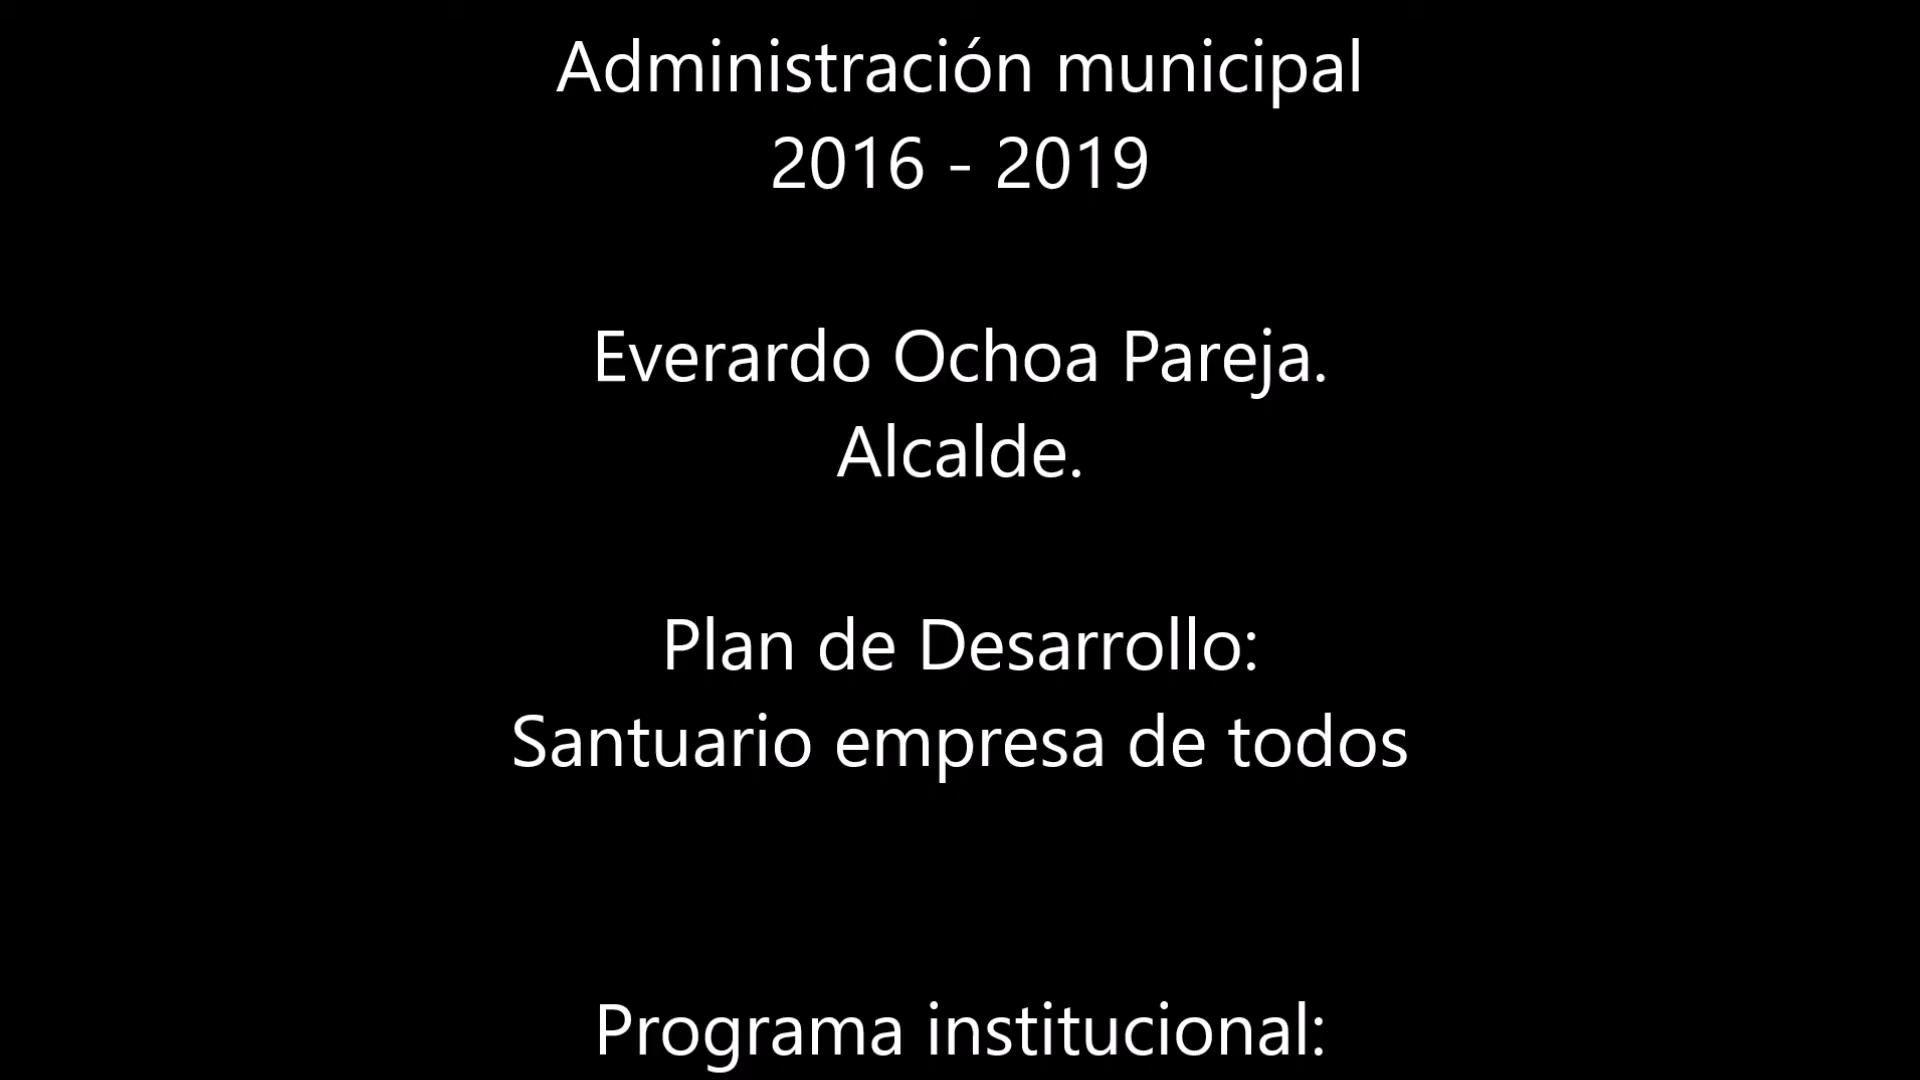 Administración municipal
2016 - 2019
Everardo Ochoa Pareja.
Alcalde.
Plan de Desarrollo:
Santuario empresa de todos
Programa institucional: